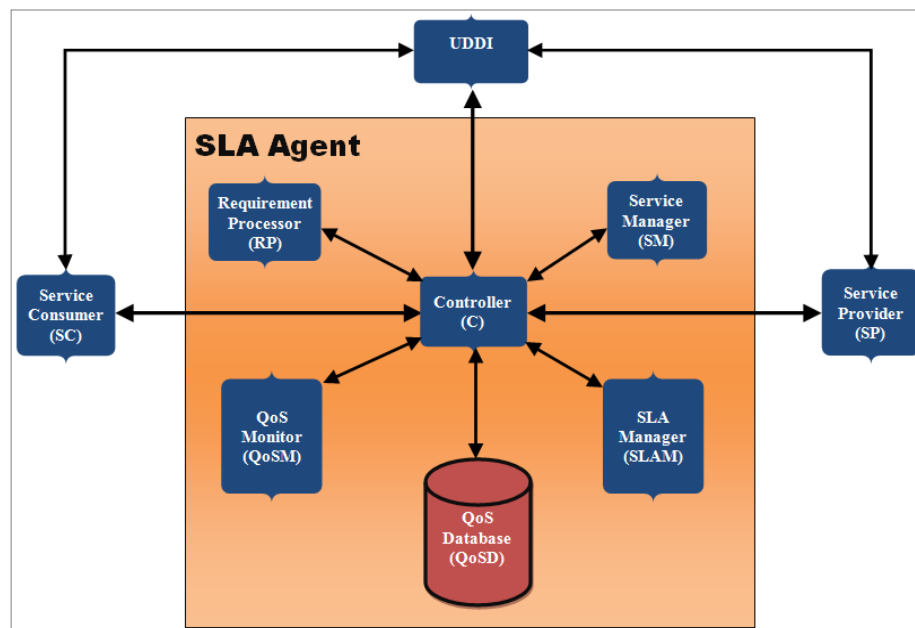 UDDI
SLA Agent
Requirement
Processor
(RP)
Service
Manager
(SM)
Service
Consumer
(SC)
Controller
(C)
Service
Provider
(SP)
QoS
Monitor
(QoSM)
SLA
Manager
(SLAM)
QoS
Database
(QoSD)